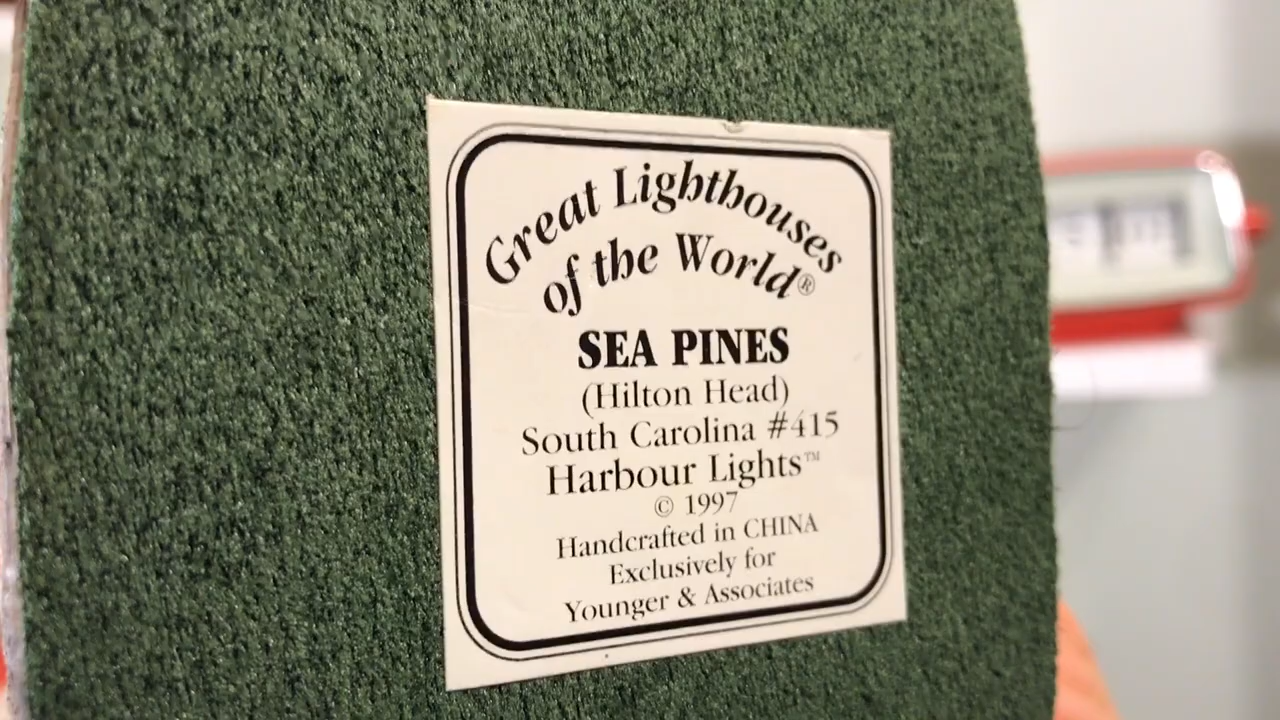 Great Lighthouses
of the World®
SEA PINES
(Hilton Head)
South Carolina #415
Harbour Lights™
© 1997
Handcrafted in CHINA
Exclusively for
Younger & Associates